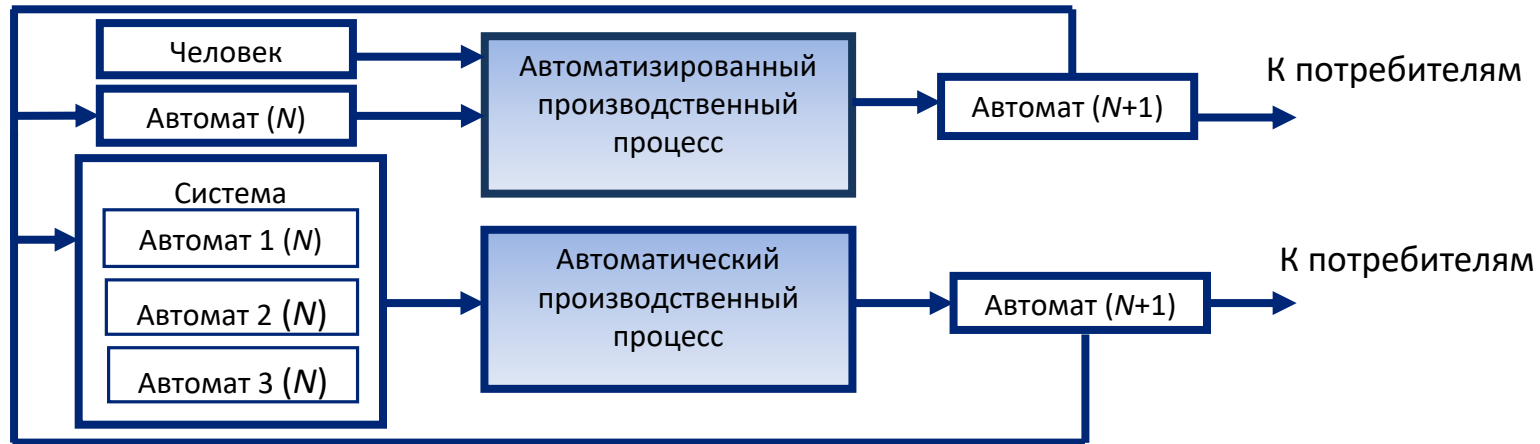 Человек
Автомат (N)
Автоматизированный
производственный
процесс
Автомат (N+1)
К потребителям
Система
Автомат 1 (N)
Автомат 2 (N)
Автомат 3 (N)
Автоматический
производственный
процесс
Автомат (N+1)
К потребителям